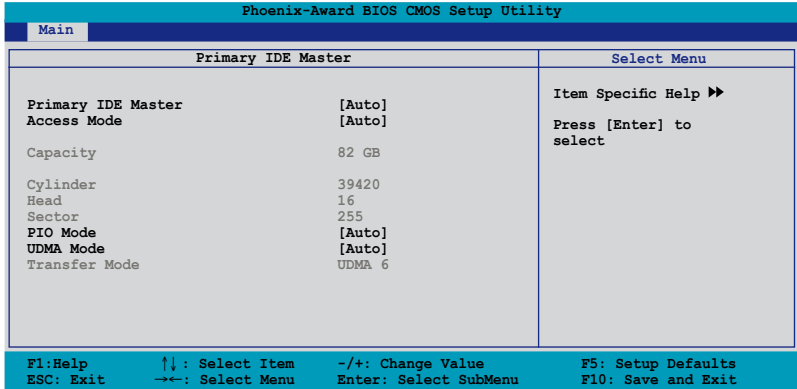 Phoenix-Award BIOS CMOS Setup Utility
Main
Primary IDE Master
Select Menu
Primary IDE Master [Auto]
Access Mode [Auto]
Capacity 82 GB
Cylinder 39420
Head 16
Sector 255
PIO Mode [Auto]
UDMA Mode [Auto]
Transfer Mode UDMA 6
Item Specific Help ▶▶
Press [Enter] to
select
F1:Help ↑↓: Select Item -/+: Change Value F5: Setup Defaults
ESC: Exit →←: Select Menu Enter: Select SubMenu F10: Save and Exit